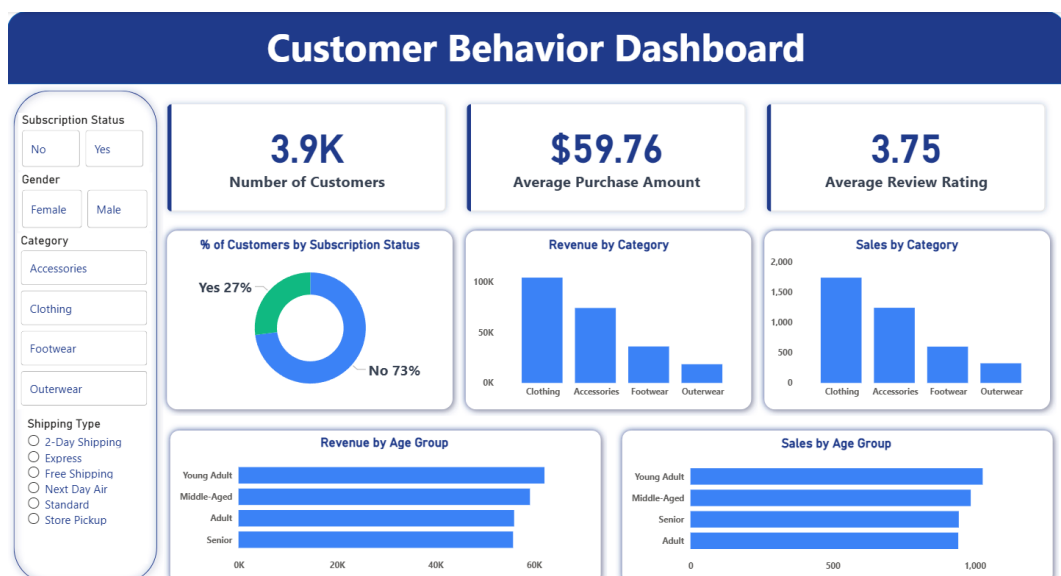 Customer Behavior Dashboard
Subscription Status
No
Yes
Gender
Female
Male
Category
Accessories
Clothing
Footwear
Outerwear
Shipping Type
2-Day Shipping
Express
Free Shipping
Next Day Air
Standard
Store Pickup
3.9K
Number of Customers
$59.76
Average Purchase Amount
3.75
Average Review Rating
% of Customers by Subscription Status
Yes 27%
No 73%
Revenue by Category
100K
50K
0K
Clothing Accessories Footwear Outerwear
Sales by Category
2,000
1,500
1,000
500
0
Clothing Accessories Footwear Outerwear
Revenue by Age Group
Young Adult
Middle-Aged
Adult
Senior
0K 20K 40K 60K
Sales by Age Group
Young Adult
Middle-Aged
Senior
Adult
0 500 1,000